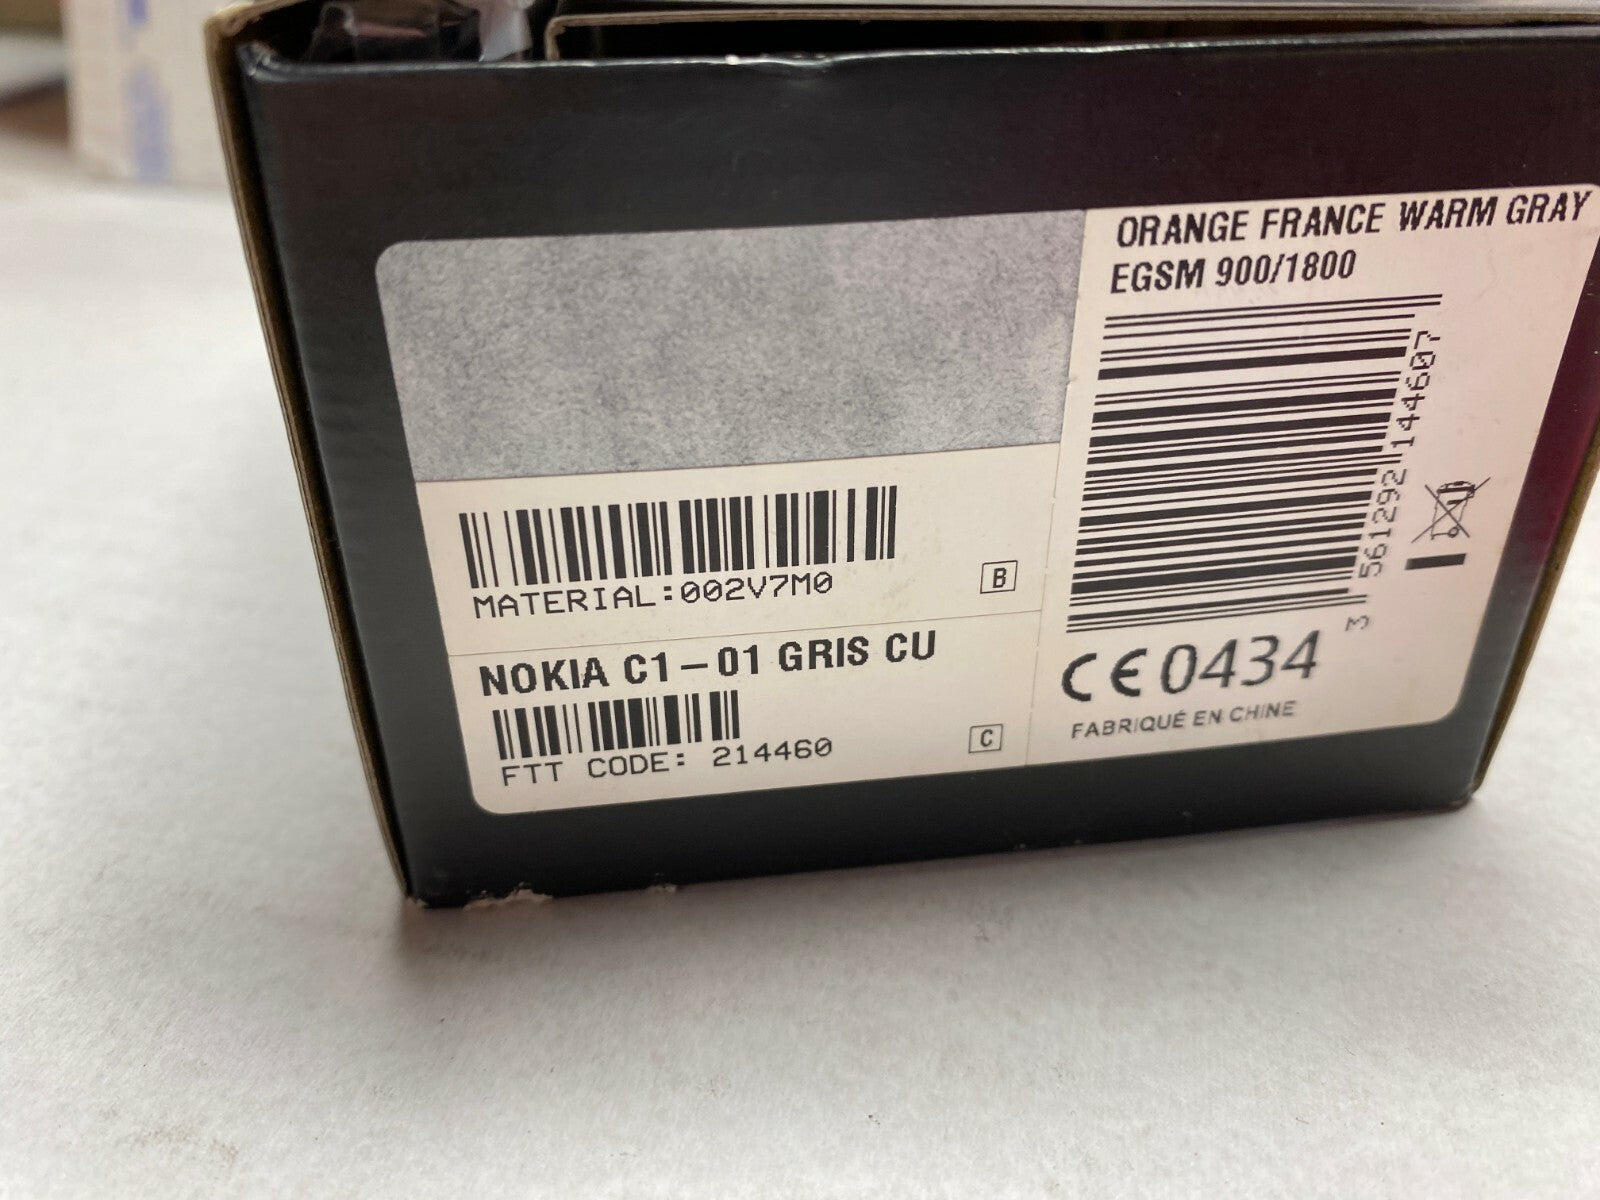 ORANGE FRANCE WARM GRAY
EGSM 900/1800
3 561292 144607
MATERIAL:002V7M0
B
NOKIA C1-01 GRIS CU
FTT CODE: 214460
C
CE0434
FABRIQUÉ EN CHINE